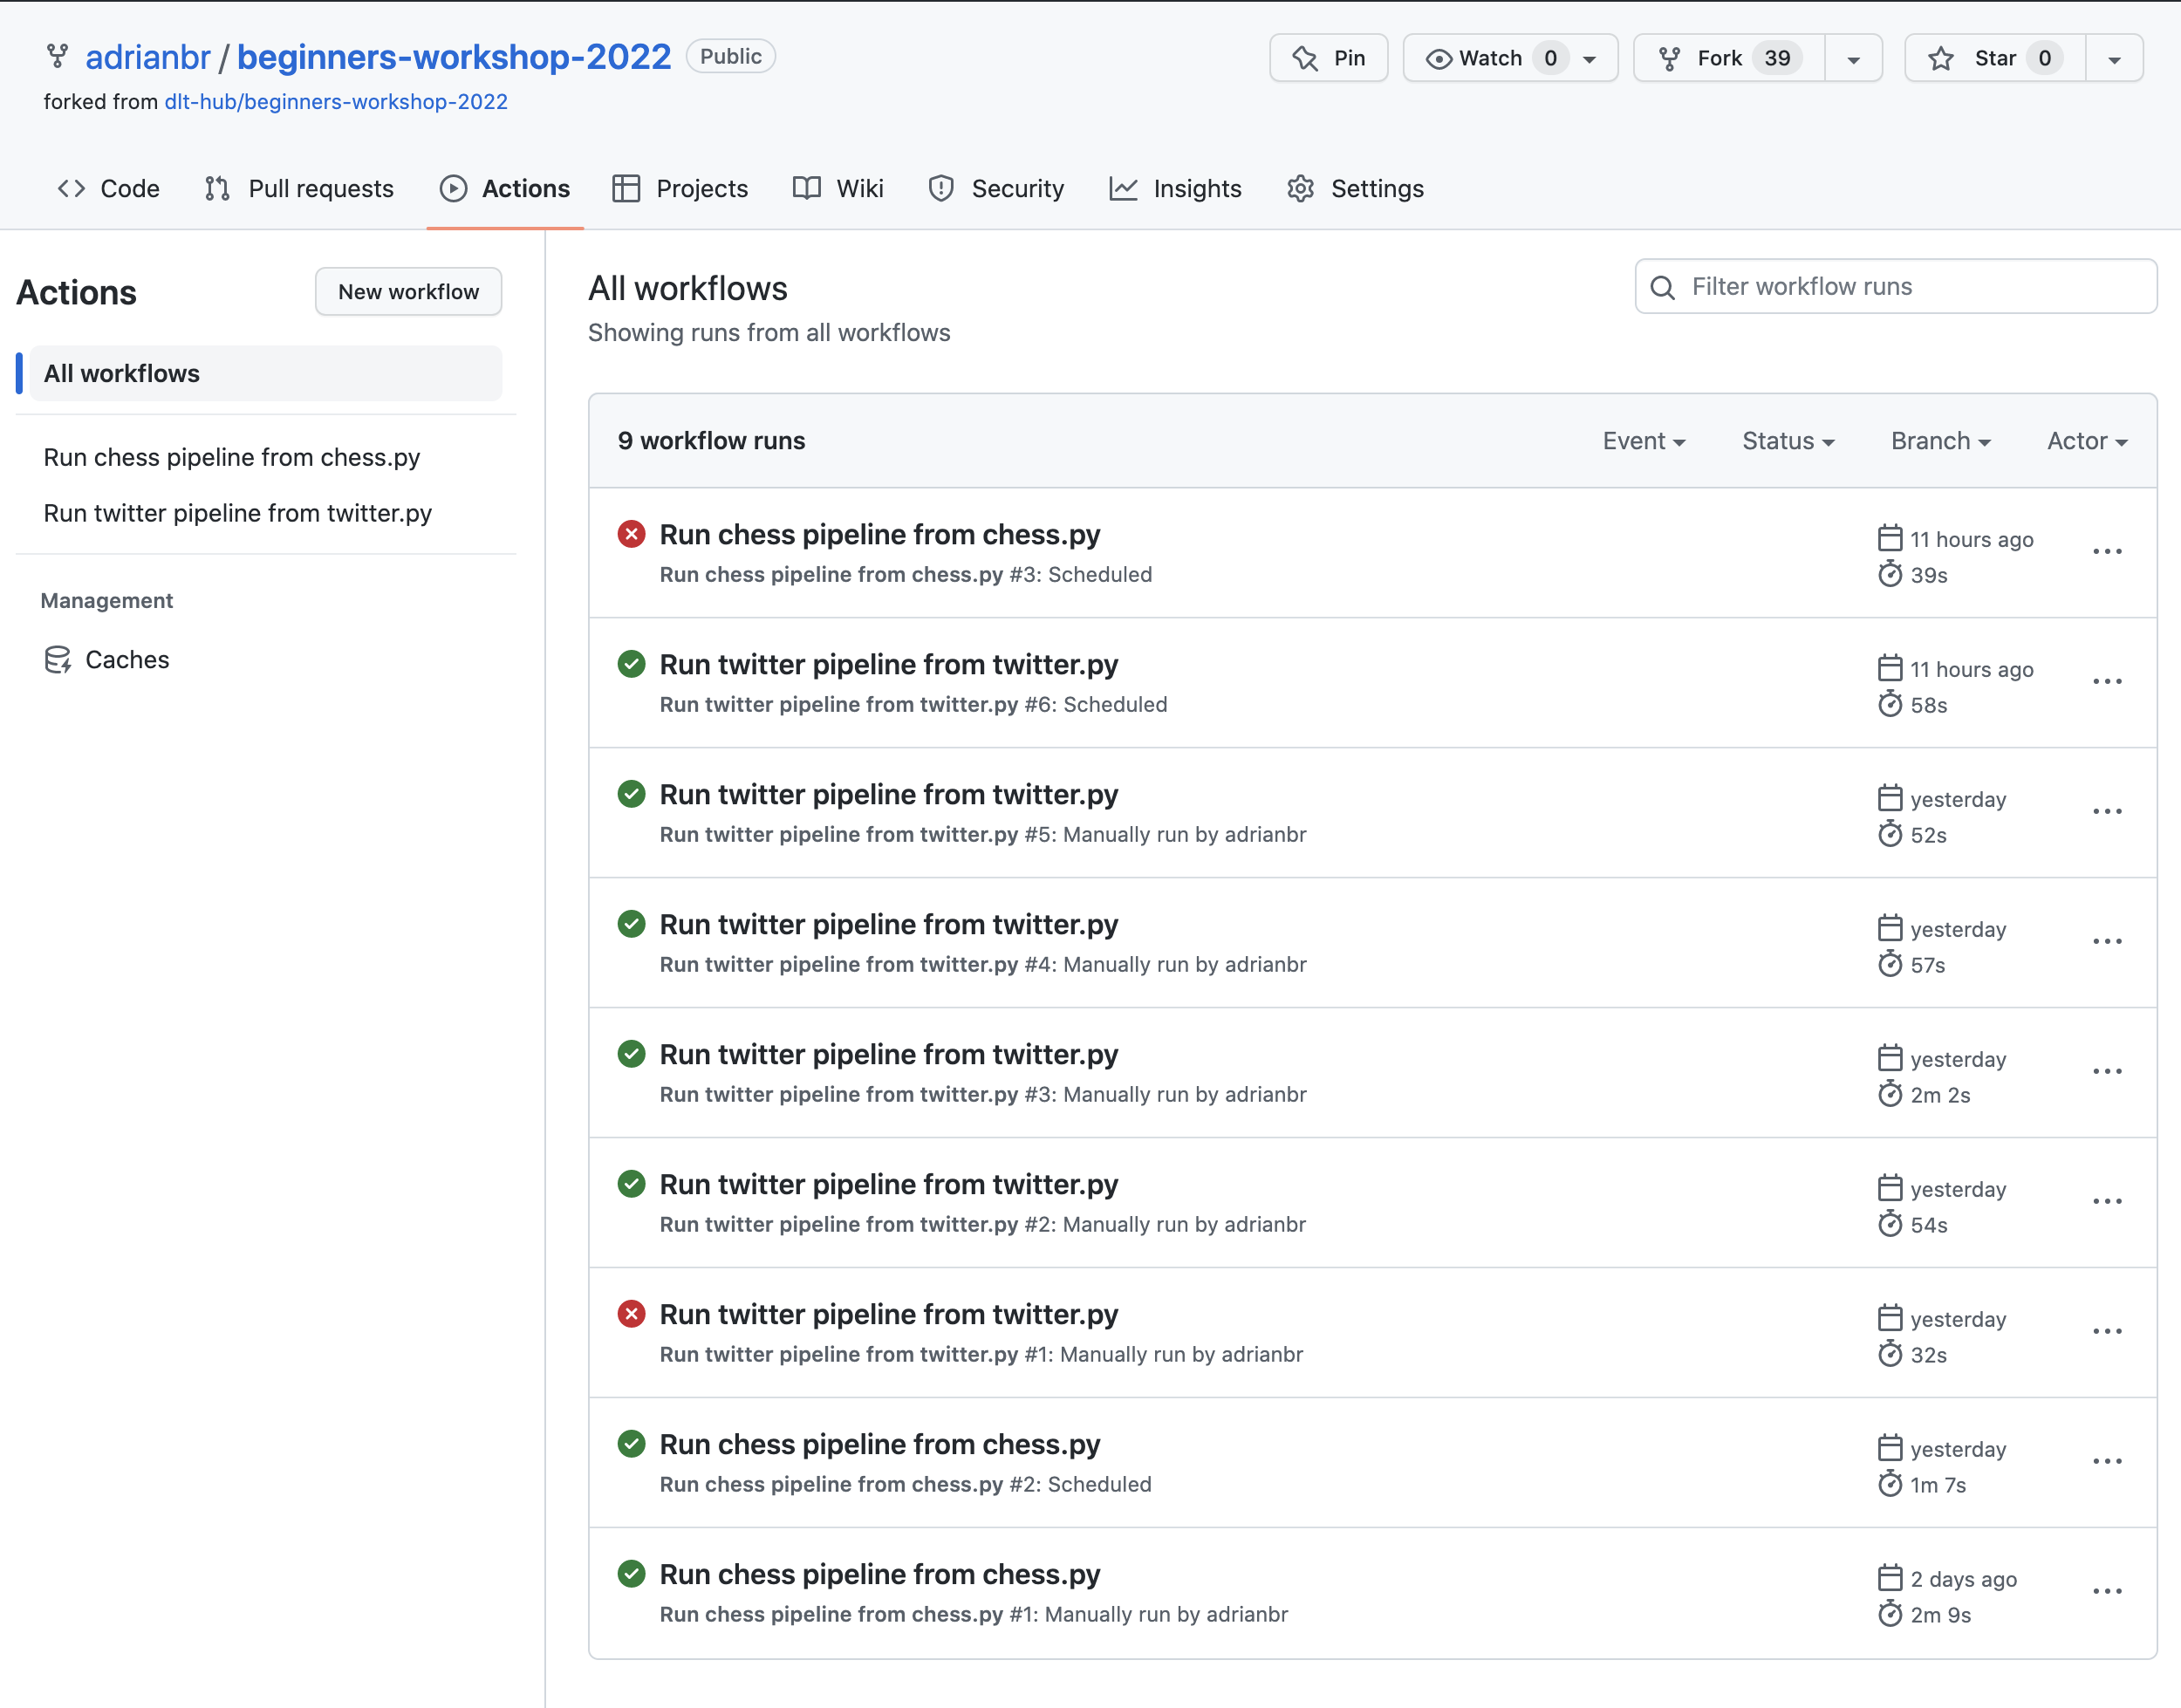 adrianbr / beginners-workshop-2022 Public
Pin Watch 0 Fork 39 Star 0
forked from dlt-hub/beginners-workshop-2022
Code Pull requests Actions Projects Wiki Security Insights Settings
Actions
New workflow
All workflows
Run chess pipeline from chess.py
Run twitter pipeline from twitter.py
Management
Caches
All workflows
Filter workflow runs
Showing runs from all workflows
9 workflow runs Event Status Branch Actor
Run chess pipeline from chess.py
11 hours ago
Run chess pipeline from chess.py #3: Scheduled
39s
Run twitter pipeline from twitter.py
11 hours ago
Run twitter pipeline from twitter.py #6: Scheduled
58s
Run twitter pipeline from twitter.py
yesterday
Run twitter pipeline from twitter.py #5: Manually run by adrianbr
52s
Run twitter pipeline from twitter.py
yesterday
Run twitter pipeline from twitter.py #4: Manually run by adrianbr
57s
Run twitter pipeline from twitter.py
yesterday
Run twitter pipeline from twitter.py #3: Manually run by adrianbr
2m 2s
Run twitter pipeline from twitter.py
yesterday
Run twitter pipeline from twitter.py #2: Manually run by adrianbr
54s
Run twitter pipeline from twitter.py
yesterday
Run twitter pipeline from twitter.py #1: Manually run by adrianbr
32s
Run chess pipeline from chess.py
yesterday
Run chess pipeline from chess.py #2: Scheduled
1m 7s
Run chess pipeline from chess.py
2 days ago
Run chess pipeline from chess.py #1: Manually run by adrianbr
2m 9s